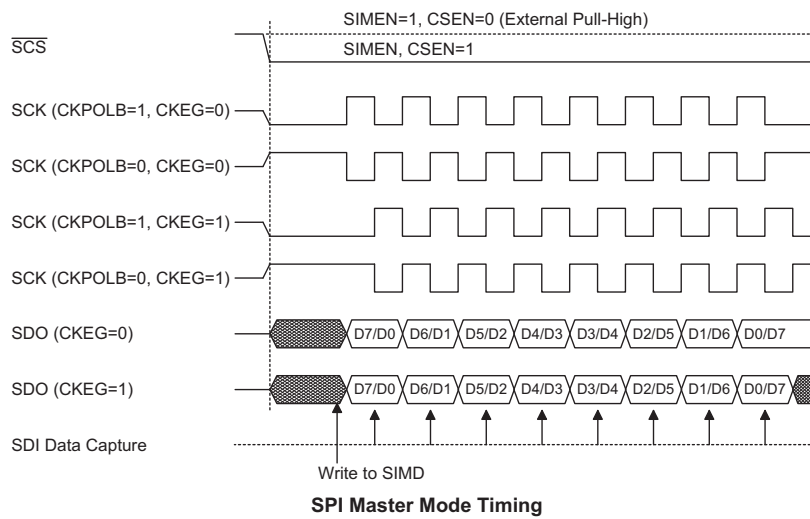 SIMEN=1, CSEN=0 (External Pull-High)
SCS
SIMEN, CSEN=1
SCK (CKPOLB=1, CKEG=0)
SCK (CKPOLB=0, CKEG=0)
SCK (CKPOLB=1, CKEG=1)
SCK (CKPOLB=0, CKEG=1)
SDO (CKEG=0) D7/D0 D6/D1 D5/D2 D4/D3 D3/D4 D2/D5 D1/D6 D0/D7
SDO (CKEG=1) D7/D0 D6/D1 D5/D2 D4/D3 D3/D4 D2/D5 D1/D6 D0/D7
SDI Data Capture
Write to SIMD
SPI Master Mode Timing